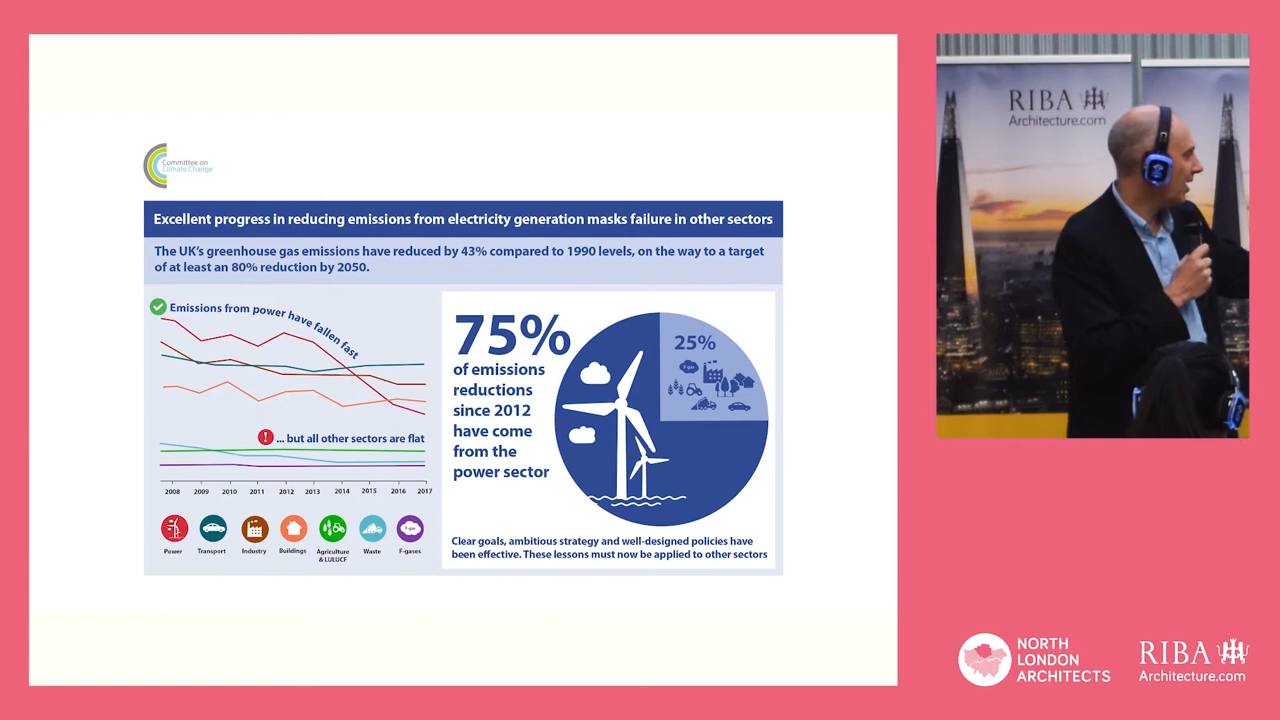 Committee on
Climate Change
Excellent progress in reducing emissions from electricity generation masks failure in other sectors
The UK's greenhouse gas emissions have reduced by 43% compared to 1990 levels, on the way to a target
of at least an 80% reduction by 2050.
Emissions from power have fallen fast
! ... but all other sectors are flat
2008 2009 2010 2011 2012 2013 2014 2015 2016 2017
Power Transport Industry Buildings Agriculture & LULUCF Waste F-gases
F-gas
75%
of emissions
reductions
since 2012
have come
from the
power sector
25%
F-gas
Clear goals, ambitious strategy and well-designed policies have
been effective. These lessons must now be applied to other sectors
RIBA
Architecture.com
NORTH
LONDON
ARCHITECTS
RIBA
Architecture.com